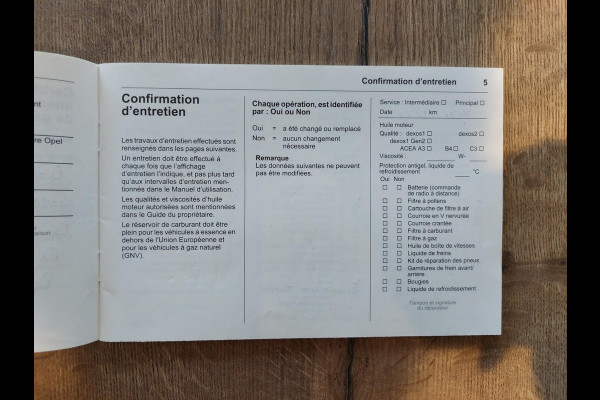 nt
re Opel
Confirmation d'entretien 5
Confirmation
d'entretien
Les travaux d'entretien effectués sont
renseignés dans les pages suivantes.
Un entretien doit être effectué à
chaque fois que l'affichage
d'entretien l'indique, et pas plus tard
qu'aux intervalles d'entretien men-
tionnés dans le Manuel d'utilisation.
Les qualités et viscosités d'huile
moteur autorisées sont mentionnées
dans le Guide du propriétaire.
Le réservoir de carburant doit être
plein pour les véhicules à essence en
dehors de l'Union Européenne et
pour les véhicules à gaz naturel
(GNV).
Chaque opération, est identifiée
par : Oui ou Non
Oui = a été changé ou remplacé
Non = aucun changement
nécessaire
Remarque
Les données suivantes ne peuvent
pas être modifiées.
Service : Intermédiaire ☐ Principal ☐
Date km
Huile moteur
Qualité : dexos1 ☐ dexos2 ☐
dexos1 Gen2 ☐
ACEA A3 ☐ B4 ☐ C3 ☐
Viscosité : W-
Protection antigel, liquide de
refroidissement °C
Oui Non
☐ ☐ Batterie (commande
de radio à distance)
☐ ☐ Filtre à pollens
☐ ☐ Cartouche de filtre à air
☐ ☐ Courroie en V nervurée
☐ ☐ Courroie crantée
☐ ☐ Filtre à carburant
☐ ☐ Filtre à gaz
☐ ☐ Huile de boîte de vitesses
☐ ☐ Liquide de freins
☐ ☐ Kit de réparation des pneus
☐ ☐ Garnitures de frein avant/
arrière
☐ ☐ Bougies
☐ ☐ Liquide de refroidissement
Tampon et signature
du réparateur